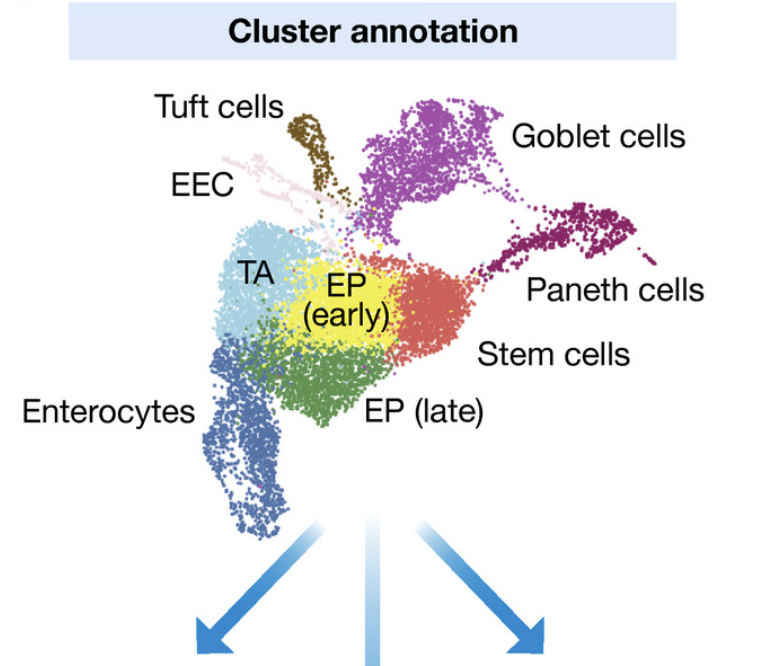 Cluster annotation
Tuft cells
Goblet cells
EEC
TA
EP
(early)
Paneth cells
Stem cells
Enterocytes
EP (late)